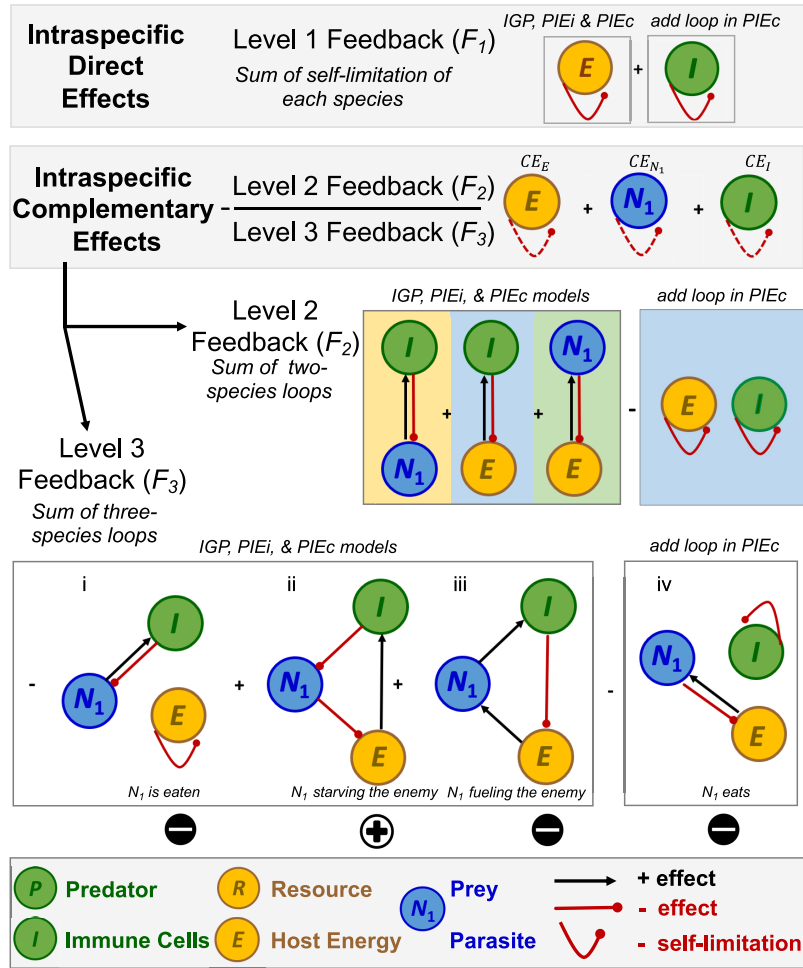 Intraspecific
Direct
Effects
Level 1 Feedback (F1)
Sum of self-limitation of
each species
IGP, PIEi & PIEc
add loop in PIEc
E
+
I
Intraspecific
Complementary
Effects
-
Level 2 Feedback (F2)
Level 3 Feedback (F3)
CE_E
CE_N1
CE_I
E
+
N1
+
I
Level 2
Feedback (F2)
Sum of two-
species loops
IGP, PIEi, & PIEc models
add loop in PIEc
I
I
N1
+
+
-
E
I
N1
E
E
Level 3
Feedback (F3)
Sum of three-
species loops
IGP, PIEi, & PIEc models
add loop in PIEc
i
ii
iii
iv
-
N1
I
E
+
I
N1
E
+
I
N1
E
-
N1
I
E
N1 is eaten
N1 starving the enemy
N1 fueling the enemy
N1 eats
−
+
−
−
P
Predator
R
Resource
N1
Prey
+ effect
I
Immune Cells
E
Host Energy
Parasite
- effect
- self-limitation